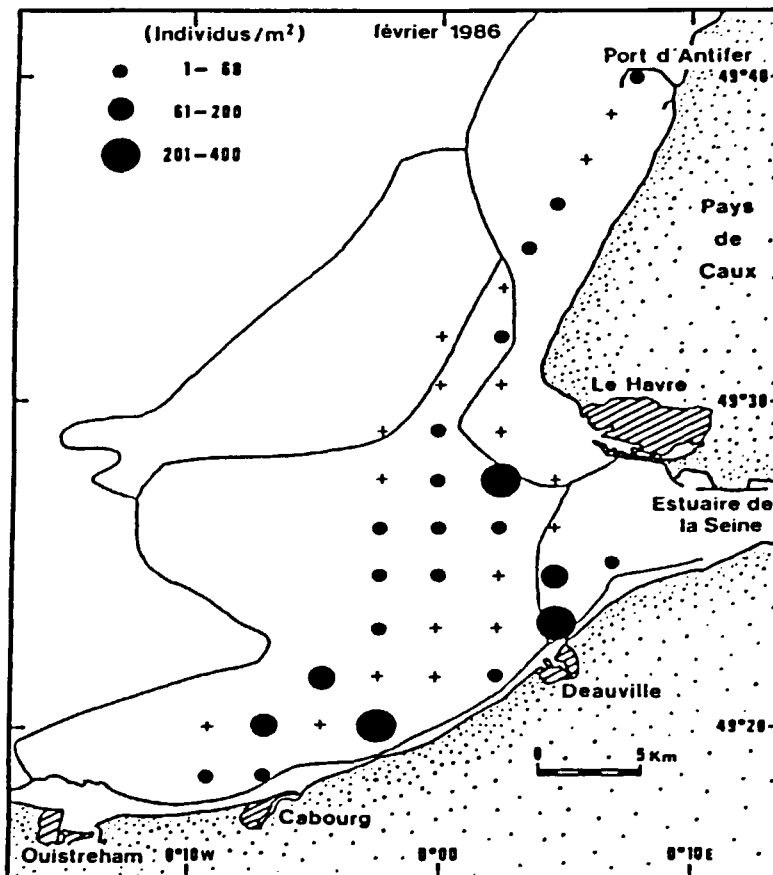 (Individus/m²) février 1986
1– 60
61–200
201–400
Port d'Antifer
49°40
Pays
de
Caux
Le Havre
49°30
Estuaire de
la Seine
Deauville
49°20
0 5 Km
Cabourg
Ouistreham
0°10W
0°00
0°10E